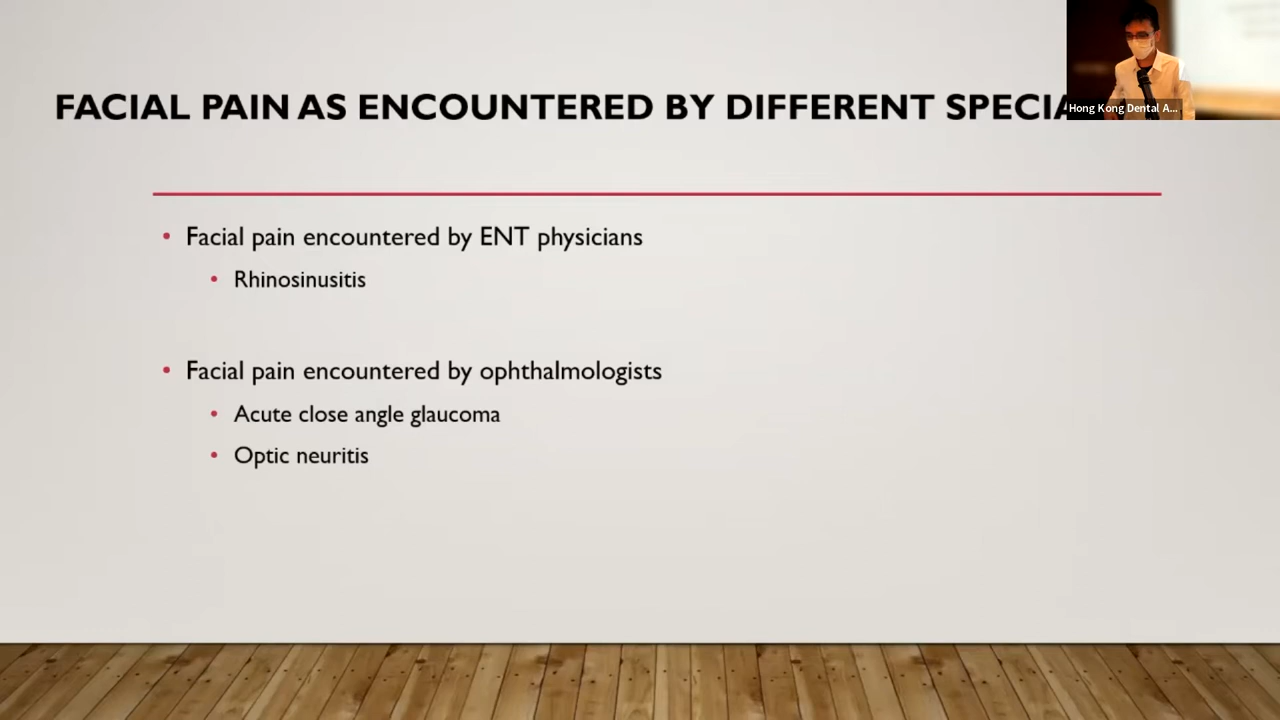 FACIAL PAIN AS ENCOUNTERED BY DIFFERENT
Hong Kong Dental A...
• Facial pain encountered by ENT physicians
• Rhinosinusitis
• Facial pain encountered by ophthalmologists
• Acute close angle glaucoma
• Optic neuritis